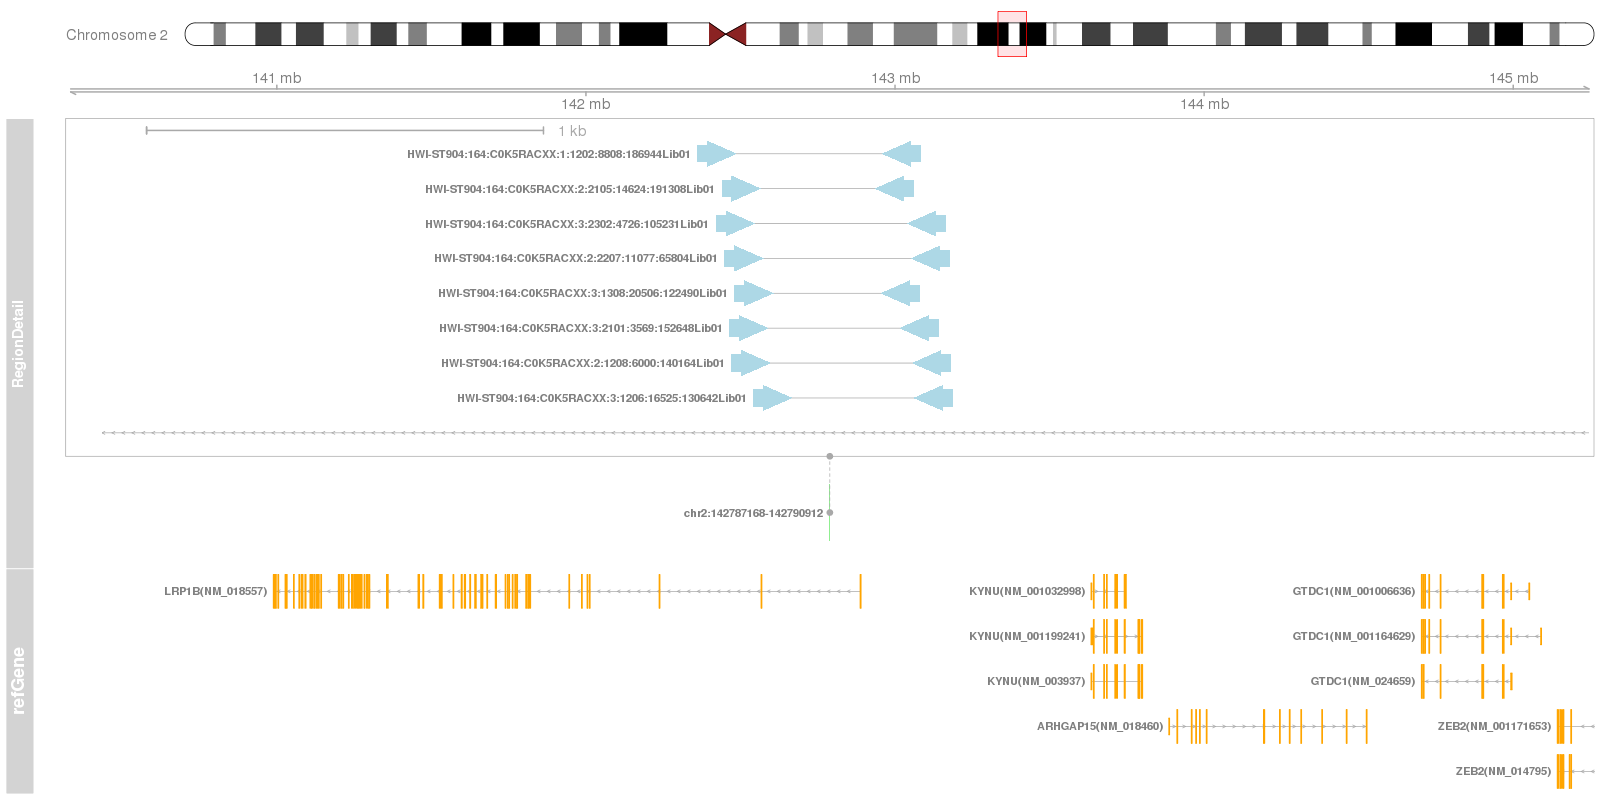 Chromosome 2
141 mb
143 mb
145 mb
142 mb
144 mb
RegionDetail
1 kb
HWI-ST904:164:C0K5RACXX:1:1202:8808:186944Lib01
HWI-ST904:164:C0K5RACXX:2:2105:14624:191308Lib01
HWI-ST904:164:C0K5RACXX:3:2302:4726:105231Lib01
HWI-ST904:164:C0K5RACXX:2:2207:11077:65804Lib01
HWI-ST904:164:C0K5RACXX:3:1308:20506:122490Lib01
HWI-ST904:164:C0K5RACXX:3:2101:3569:152648Lib01
HWI-ST904:164:C0K5RACXX:2:1208:6000:140164Lib01
HWI-ST904:164:C0K5RACXX:3:1206:16525:130642Lib01
chr2:142787168-142790912
refGene
LRP1B(NM_018557)
KYNU(NM_001032998)
GTDC1(NM_001006636)
KYNU(NM_001199241)
GTDC1(NM_001164629)
KYNU(NM_003937)
GTDC1(NM_024659)
ARHGAP15(NM_018460)
ZEB2(NM_001171653)
ZEB2(NM_014795)